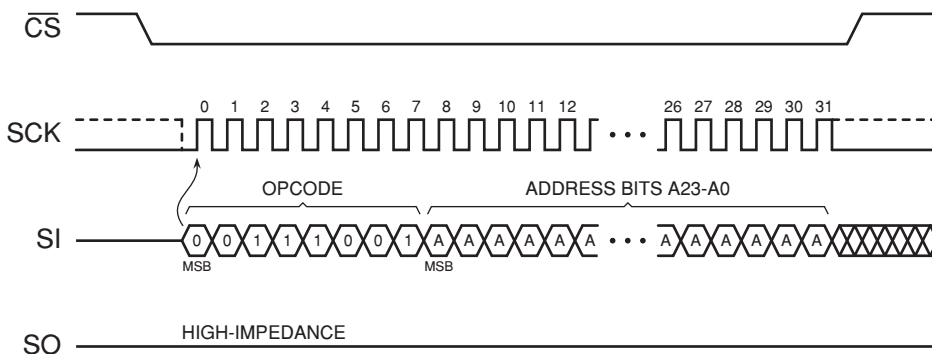 CS
SCK
0 1 2 3 4 5 6 7 8 9 10 11 12 26 27 28 29 30 31
OPCODE
ADDRESS BITS A23-A0
SI
0 0 1 1 1 0 0 1 A A A A A A A A A A A A
MSB
MSB
SO
HIGH-IMPEDANCE